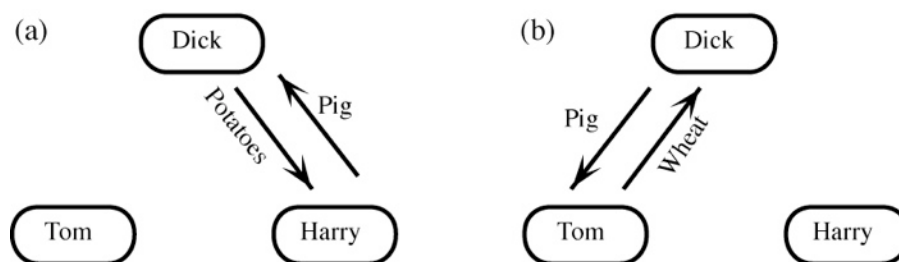 (a)
Dick
Potatoes
Pig
Tom
Harry
(b)
Dick
Pig
Wheat
Tom
Harry